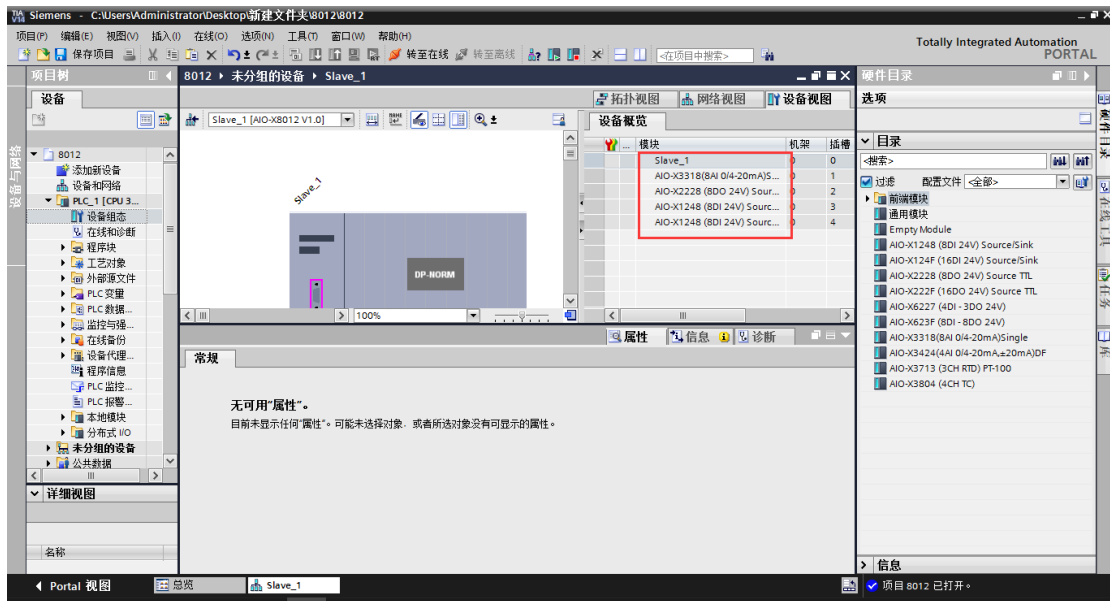 Siemens - C:\Users\Administrator\Desktop\新建文件夹\8012\8012
项目(P) 编辑(E) 视图(V) 插入(I) 在线(O) 选项(N) 工具(T) 窗口(W) 帮助(H)
Totally Integrated Automation
PORTAL
保存项目 转至在线 转至离线 <在项目中搜索>
项目树
8012 ▸ 未分组的设备 ▸ Slave_1
硬件目录
设备
拓扑视图 网络视图 设备视图
选项
Slave_1 [AIO-X8012 V1.0]
设备概览
模块 机架 插槽
Slave_1 0 0
AIO-X3318(8AI 0/4-20mA)S... 0 1
AIO-X2228 (8DO 24V) Sour... 0 2
AIO-X1248 (8DI 24V) Sourc... 0 3
AIO-X1248 (8DI 24V) Sourc... 0 4
目录
<搜索>
过滤 配置文件 <全部>
前端模块
通用模块
Empty Module
AIO-X1248 (8DI 24V) Source/Sink
AIO-X124F (16DI 24V) Source/Sink
AIO-X2228 (8DO 24V) Source TTL
AIO-X222F (16DO 24V) Source TTL
AIO-X6227 (4DI - 3DO 24V)
AIO-X623F (8DI - 8DO 24V)
AIO-X3318(8AI 0/4-20mA)Single
AIO-X3424(4AI 0/4-20mA,±20mA)DF
AIO-X3713 (3CH RTD) PT-100
AIO-X3804 (4CH TC)
设备与网络
8012
添加新设备
设备和网络
PLC_1 [CPU 3...
设备组态
在线和诊断
程序块
工艺对象
外部源文件
PLC 变量
PLC 数据...
监控与强...
在线备份
设备代理...
程序信息
PLC 监控...
PLC 报警...
本地模块
分布式 I/O
未分组的设备
公共数据
Slave_1
DP-NORM
100%
属性 信息 诊断
常规
无可用"属性"。
目前未显示任何"属性"。可能未选择对象，或者所选对象没有可显示的属性。
详细视图
名称
信息
Portal 视图 总览 Slave_1
项目 8012 已打开。